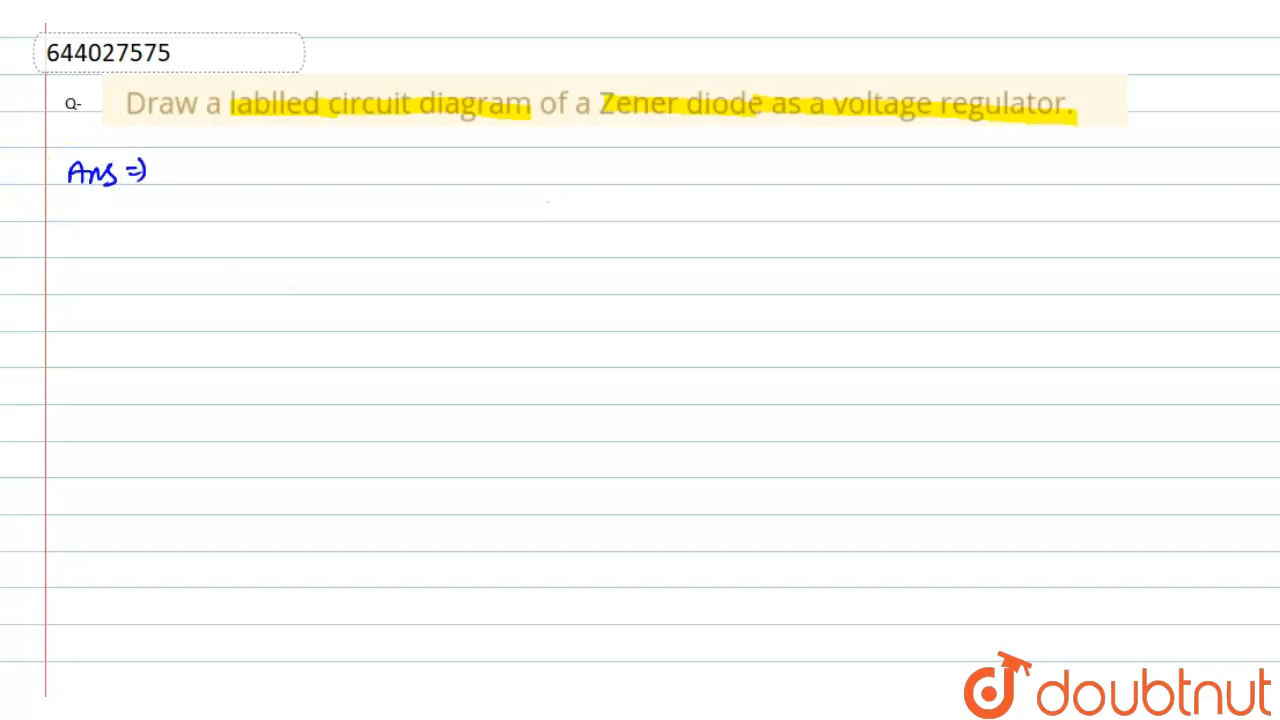 644027575
Q- Draw a lablled circuit diagram of a Zener diode as a voltage regulator.
Ans ⇒
doubtnut